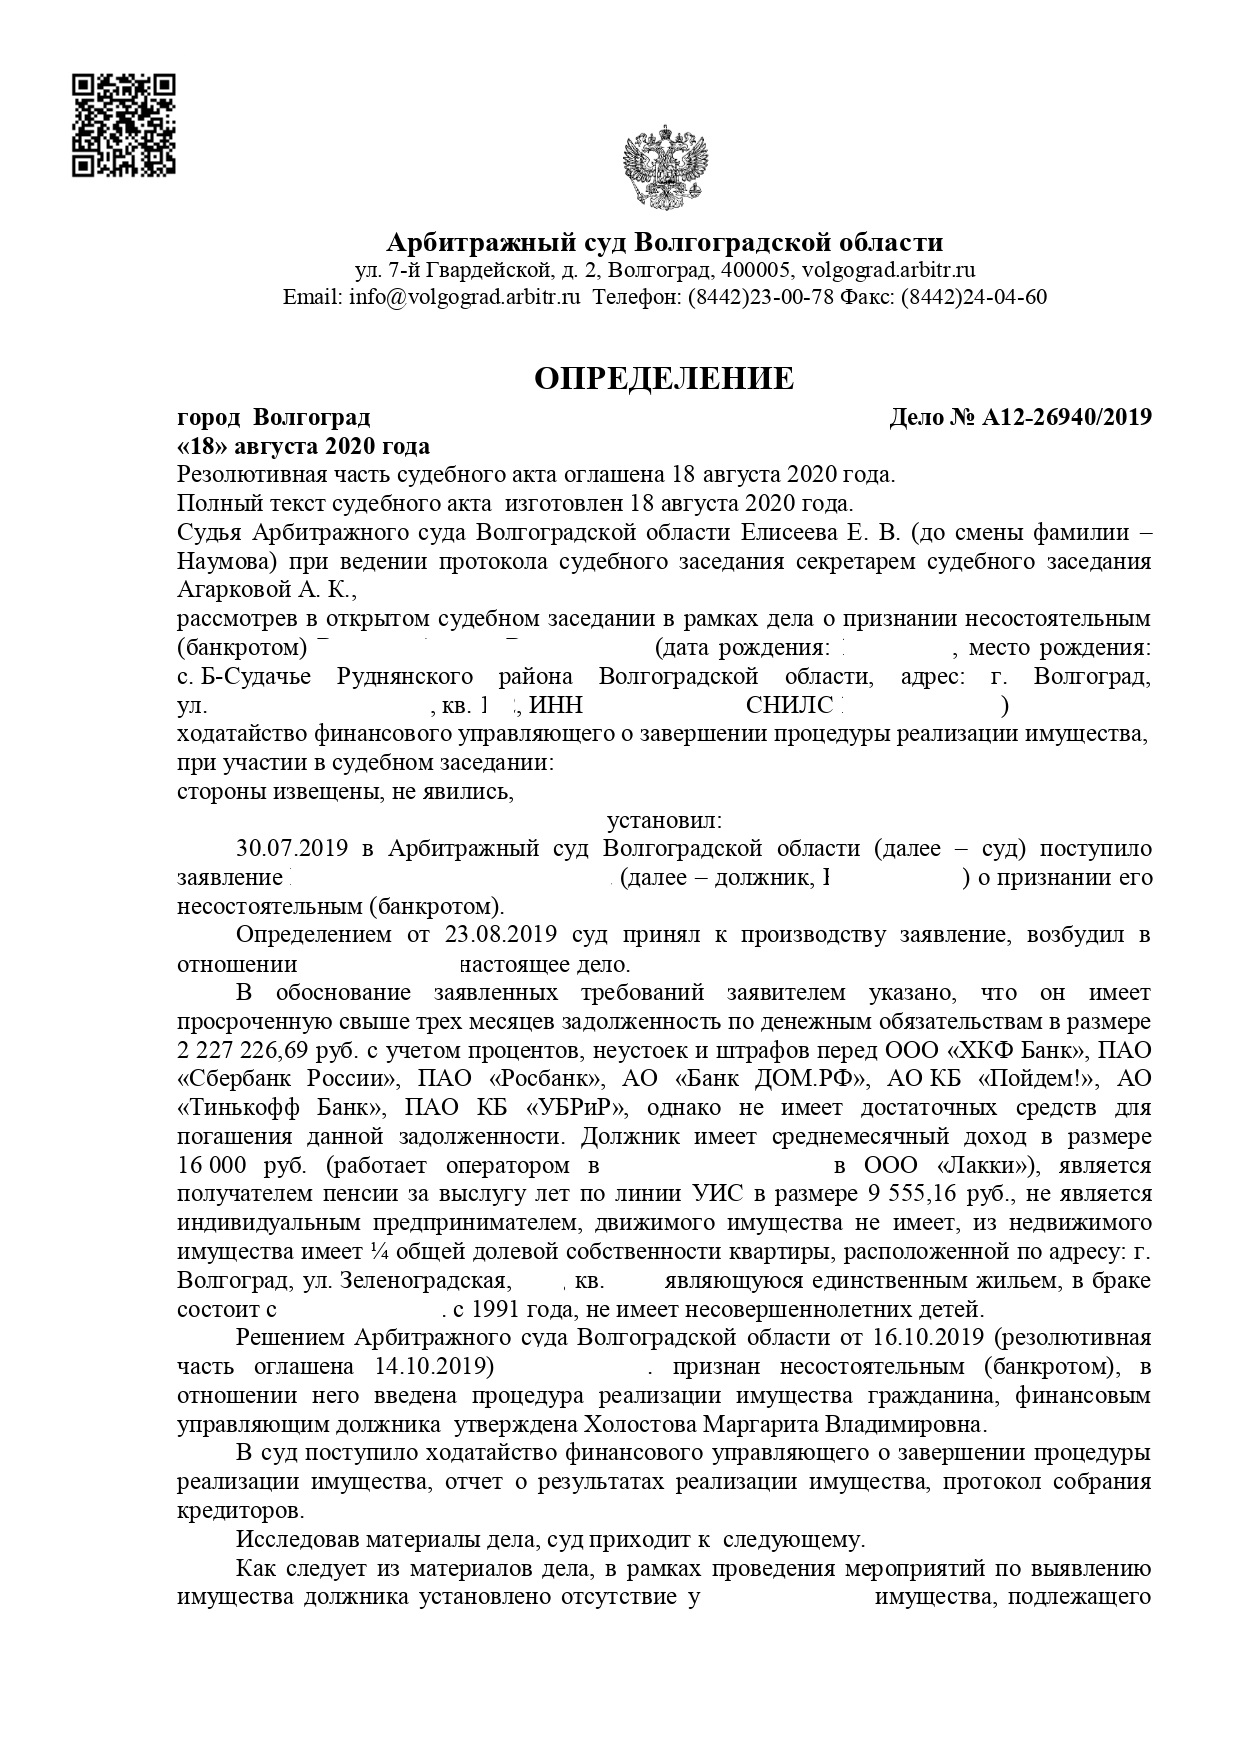 Арбитражный суд Волгоградской области
ул. 7-й Гвардейской, д. 2, Волгоград, 400005, volgograd.arbitr.ru
Email: info@volgograd.arbitr.ru Телефон: (8442)23-00-78 Факс: (8442)24-04-60
ОПРЕДЕЛЕНИЕ
город Волгоград Дело № А12-26940/2019
«18» августа 2020 года
Резолютивная часть судебного акта оглашена 18 августа 2020 года.
Полный текст судебного акта изготовлен 18 августа 2020 года.
Судья Арбитражного суда Волгоградской области Елисеева Е. В. (до смены фамилии –
Наумова) при ведении протокола судебного заседания секретарем судебного заседания
Агарковой А. К.,
рассмотрев в открытом судебном заседании в рамках дела о признании несостоятельным
(банкротом) (дата рождения: , место рождения:
с. Б-Судачье Руднянского района Волгоградской области, адрес: г. Волгоград,
ул. , кв. 1 , ИНН СНИЛС )
ходатайство финансового управляющего о завершении процедуры реализации имущества,
при участии в судебном заседании:
стороны извещены, не явились,
установил:
30.07.2019 в Арбитражный суд Волгоградской области (далее – суд) поступило
заявление (далее – должник, ) о признании его
несостоятельным (банкротом).
Определением от 23.08.2019 суд принял к производству заявление, возбудил в
отношении настоящее дело.
В обоснование заявленных требований заявителем указано, что он имеет
просроченную свыше трех месяцев задолженность по денежным обязательствам в размере
2 227 226,69 руб. с учетом процентов, неустоек и штрафов перед ООО «ХКФ Банк», ПАО
«Сбербанк России», ПАО «Росбанк», АО «Банк ДОМ.РФ», АО КБ «Пойдем!», АО
«Тинькофф Банк», ПАО КБ «УБРиР», однако не имеет достаточных средств для
погашения данной задолженности. Должник имеет среднемесячный доход в размере
16 000 руб. (работает оператором в в ООО «Лакки»), является
получателем пенсии за выслугу лет по линии УИС в размере 9 555,16 руб., не является
индивидуальным предпринимателем, движимого имущества не имеет, из недвижимого
имущества имеет ¼ общей долевой собственности квартиры, расположенной по адресу: г.
Волгоград, ул. Зеленоградская, , кв. являющуюся единственным жильем, в браке
состоит с . с 1991 года, не имеет несовершеннолетних детей.
Решением Арбитражного суда Волгоградской области от 16.10.2019 (резолютивная
часть оглашена 14.10.2019) . признан несостоятельным (банкротом), в
отношении него введена процедура реализации имущества гражданина, финансовым
управляющим должника утверждена Холостова Маргарита Владимировна.
В суд поступило ходатайство финансового управляющего о завершении процедуры
реализации имущества, отчет о результатах реализации имущества, протокол собрания
кредиторов.
Исследовав материалы дела, суд приходит к следующему.
Как следует из материалов дела, в рамках проведения мероприятий по выявлению
имущества должника установлено отсутствие у имущества, подлежащего